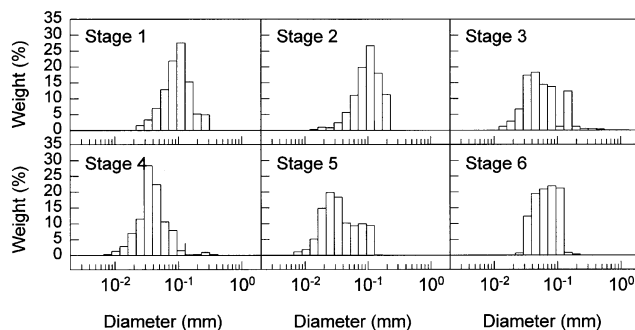 35
30
25
20
15
10
5
0
Weight (%)
Stage 1
Stage 2
Stage 3
35
30
25
20
15
10
5
0
Weight (%)
Stage 4
Stage 5
Stage 6
10-2 10-1 100 10-2 10-1 100 10-2 10-1 100
Diameter (mm) Diameter (mm) Diameter (mm)